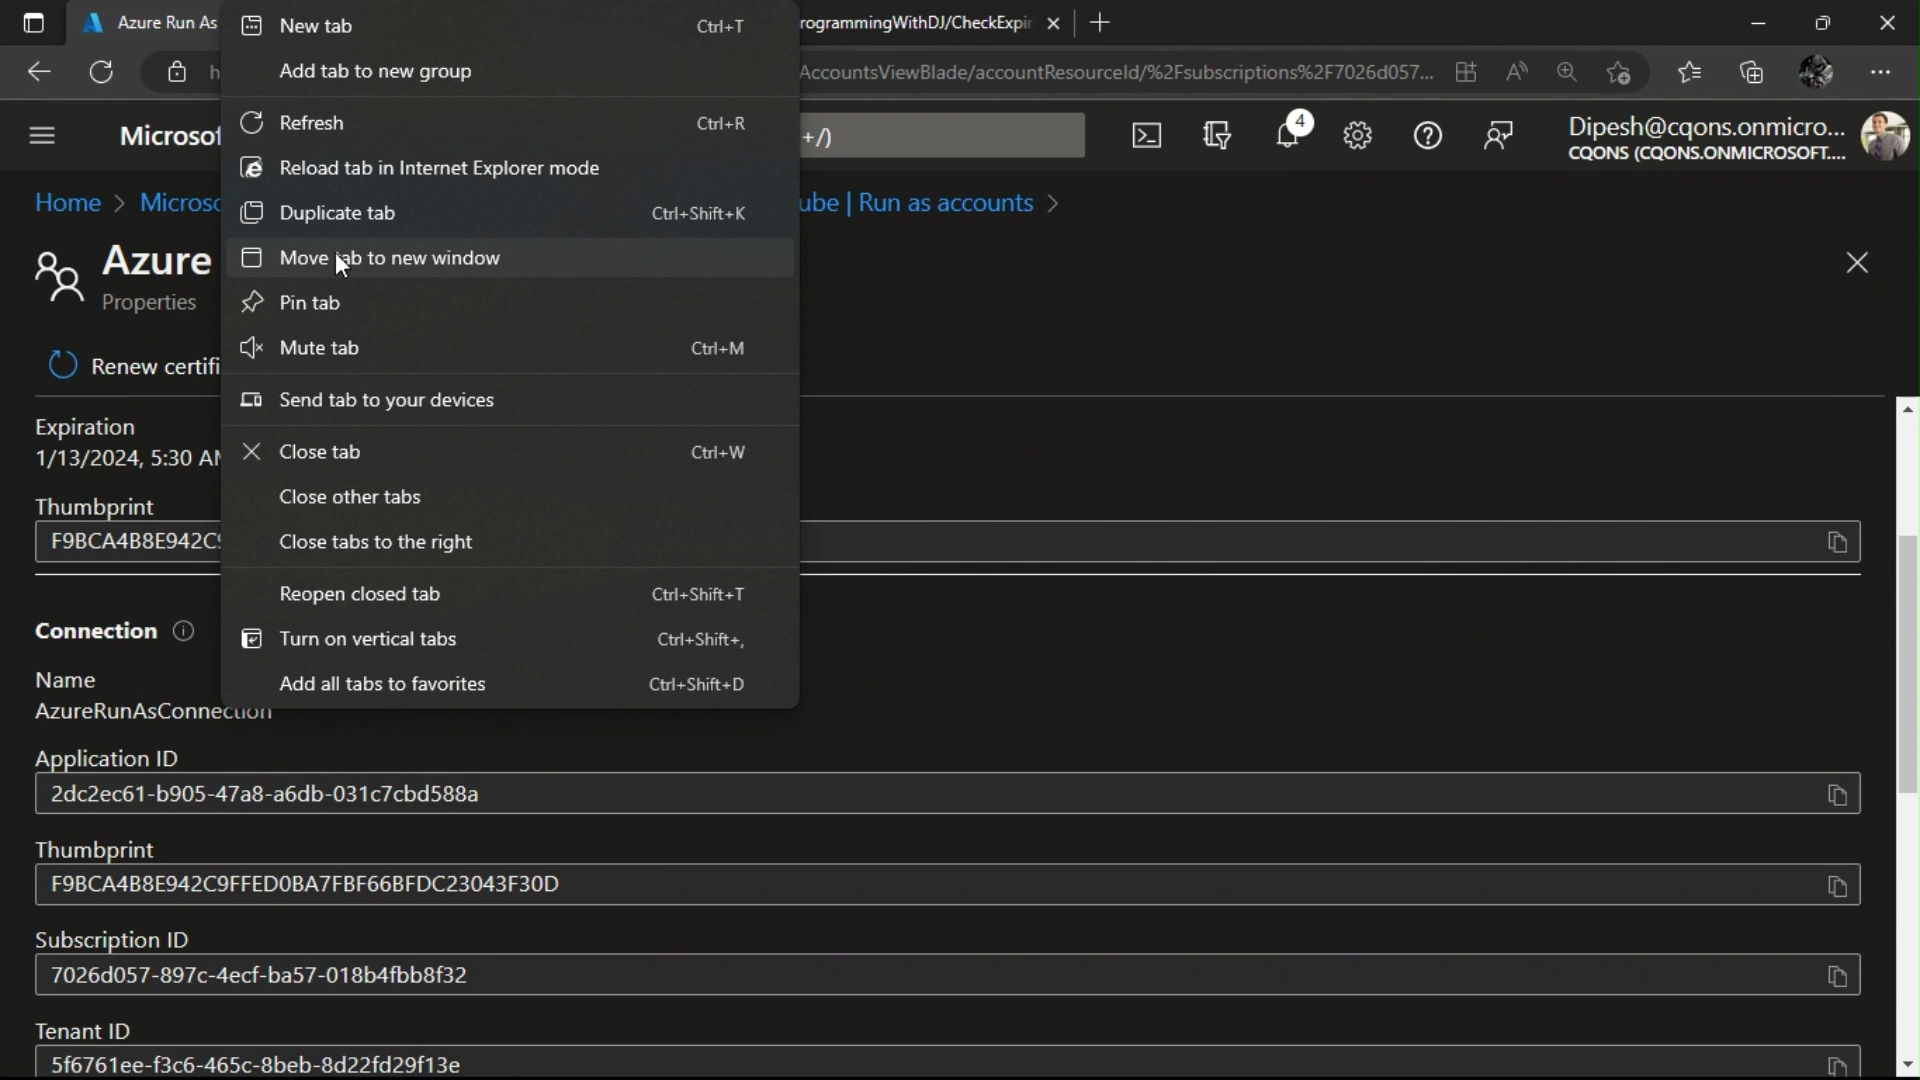 Azure Run As
rogrammingWithDJ/CheckExpir
AccountsViewBlade/accountResourceId/%2Fsubscriptions%2F7026d057...
Microsof
+/)
4
Dipesh@cqons.onmicro...
CQONS (CQONS.ONMICROSOFT....
Home > Microso
ube | Run as accounts >
Azure
Properties
Renew certifi
New tab Ctrl+T
Add tab to new group
Refresh Ctrl+R
Reload tab in Internet Explorer mode
Duplicate tab Ctrl+Shift+K
Move tab to new window
Pin tab
Mute tab Ctrl+M
Send tab to your devices
Close tab Ctrl+W
Close other tabs
Close tabs to the right
Reopen closed tab Ctrl+Shift+T
Turn on vertical tabs Ctrl+Shift+,
Add all tabs to favorites Ctrl+Shift+D
Expiration
1/13/2024, 5:30 AM
Thumbprint
F9BCA4B8E942C9
Connection
Name
AzureRunAsConnection
Application ID
2dc2ec61-b905-47a8-a6db-031c7cbd588a
Thumbprint
F9BCA4B8E942C9FFED0BA7FBF66BFDC23043F30D
Subscription ID
7026d057-897c-4ecf-ba57-018b4fbb8f32
Tenant ID
5f6761ee-f3c6-465c-8beb-8d22fd29f13e